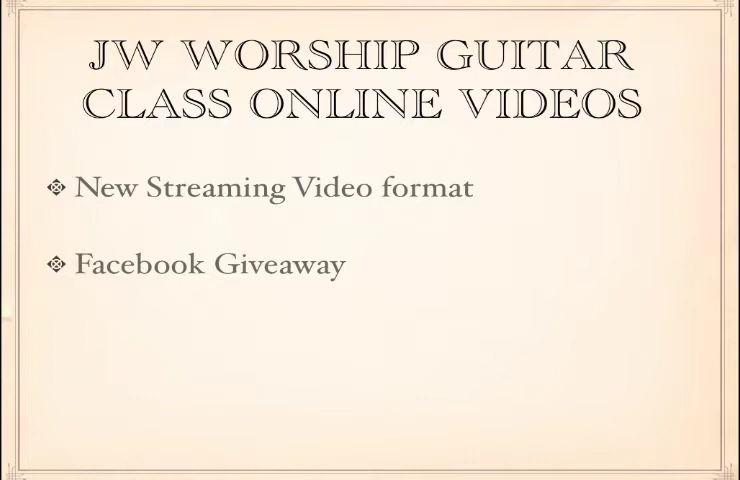 JW WORSHIP GUITAR
CLASS ONLINE VIDEOS
New Streaming Video format
Facebook Giveaway